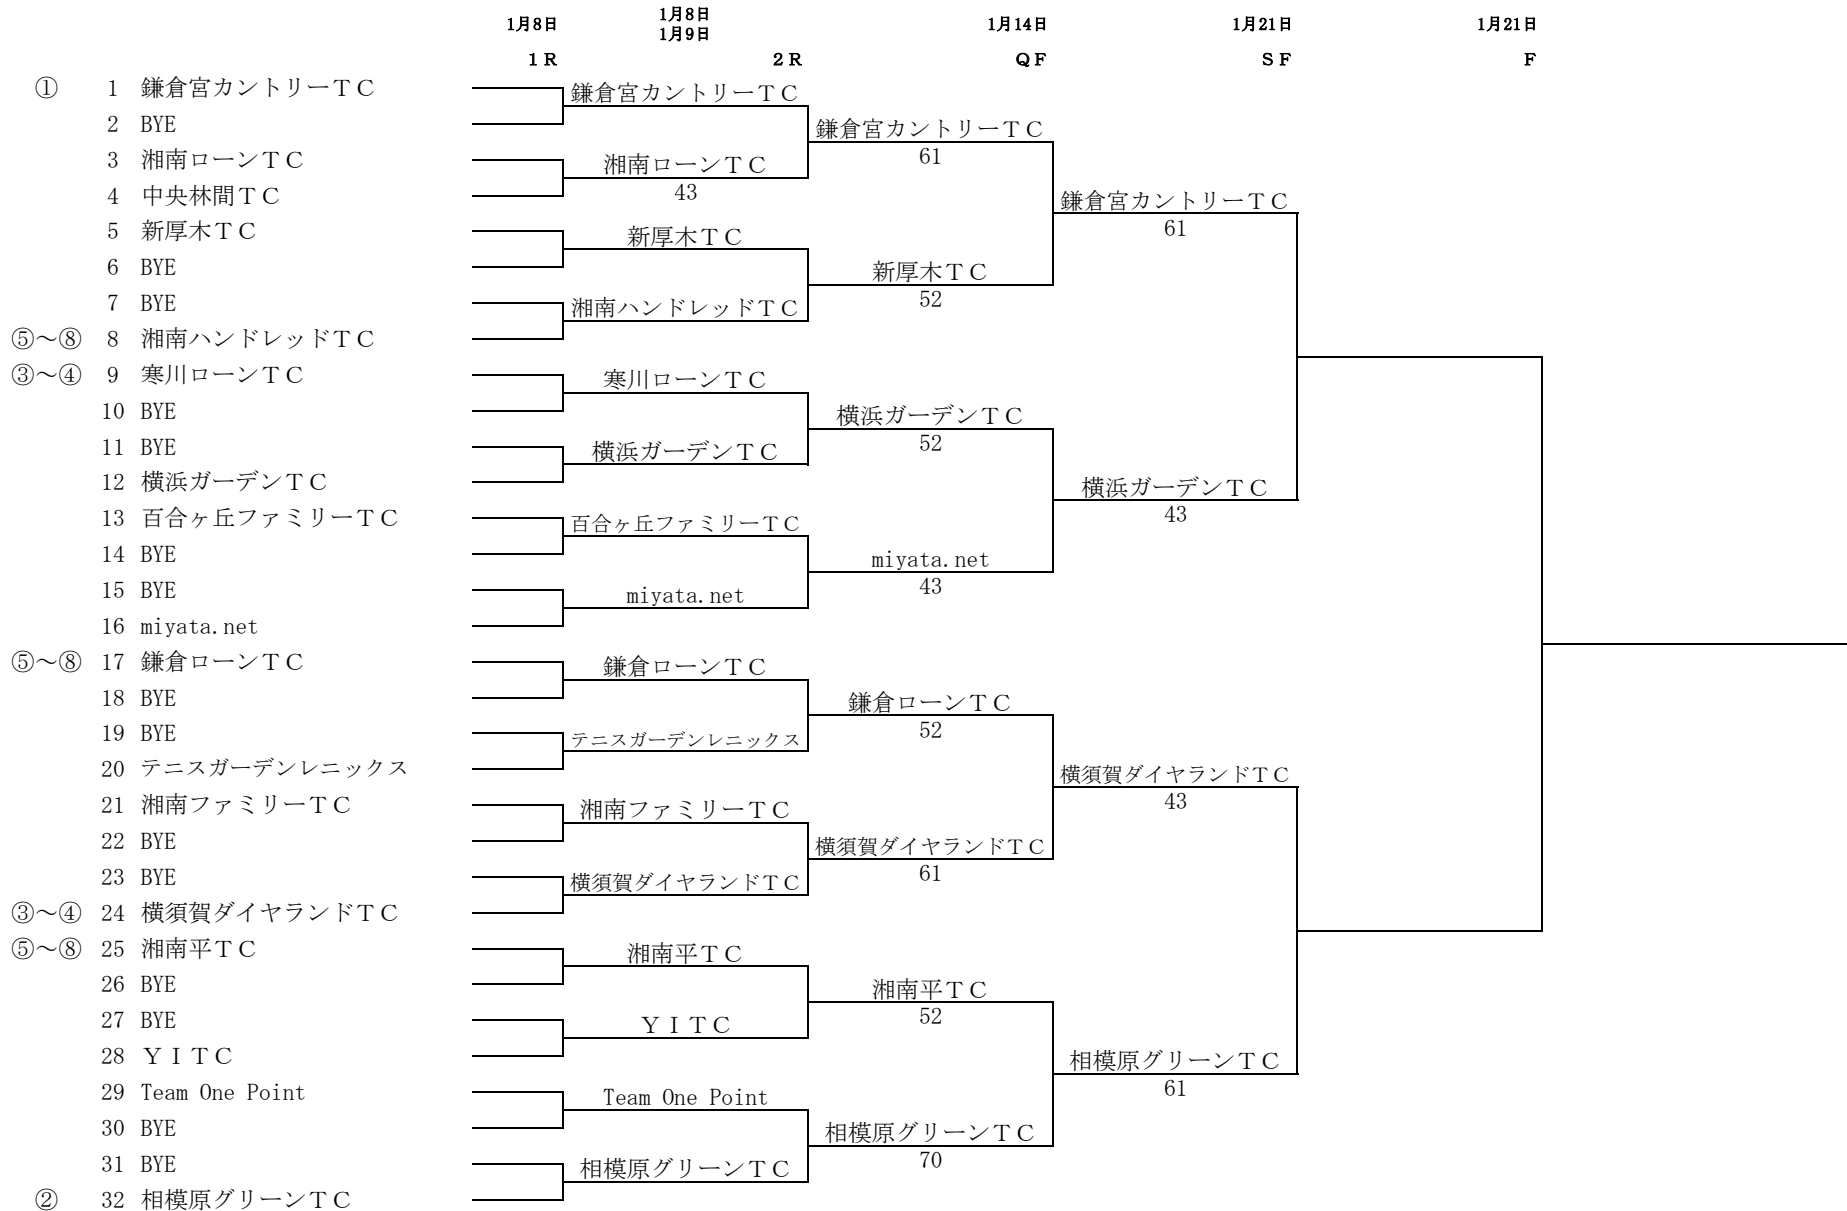 1月8日
1月8日
1月9日
1月14日
1月21日
1月21日
１Ｒ
２Ｒ
ＱＦ
ＳＦ
Ｆ
① 1 鎌倉宮カントリーＴＣ
鎌倉宮カントリーＴＣ
2 BYE
鎌倉宮カントリーＴＣ
61
3 湘南ローンＴＣ
湘南ローンＴＣ
43
4 中央林間ＴＣ
鎌倉宮カントリーＴＣ
61
5 新厚木ＴＣ
新厚木ＴＣ
6 BYE
新厚木ＴＣ
52
7 BYE
湘南ハンドレッドＴＣ
⑤～⑧ 8 湘南ハンドレッドＴＣ
③～④ 9 寒川ローンＴＣ
寒川ローンＴＣ
10 BYE
横浜ガーデンＴＣ
52
11 BYE
横浜ガーデンＴＣ
12 横浜ガーデンＴＣ
横浜ガーデンＴＣ
43
13 百合ヶ丘ファミリーＴＣ
百合ヶ丘ファミリーＴＣ
14 BYE
miyata.net
43
15 BYE
miyata.net
16 miyata.net
⑤～⑧ 17 鎌倉ローンＴＣ
鎌倉ローンＴＣ
18 BYE
鎌倉ローンＴＣ
52
19 BYE
テニスガーデンレニックス
20 テニスガーデンレニックス
横須賀ダイヤランドＴＣ
43
21 湘南ファミリーＴＣ
湘南ファミリーＴＣ
22 BYE
横須賀ダイヤランドＴＣ
61
23 BYE
横須賀ダイヤランドＴＣ
③～④ 24 横須賀ダイヤランドＴＣ
⑤～⑧ 25 湘南平ＴＣ
湘南平ＴＣ
26 BYE
湘南平ＴＣ
52
27 BYE
ＹＩＴＣ
28 ＹＩＴＣ
相模原グリーンＴＣ
61
29 Team One Point
Team One Point
30 BYE
相模原グリーンＴＣ
70
31 BYE
相模原グリーンＴＣ
② 32 相模原グリーンＴＣ